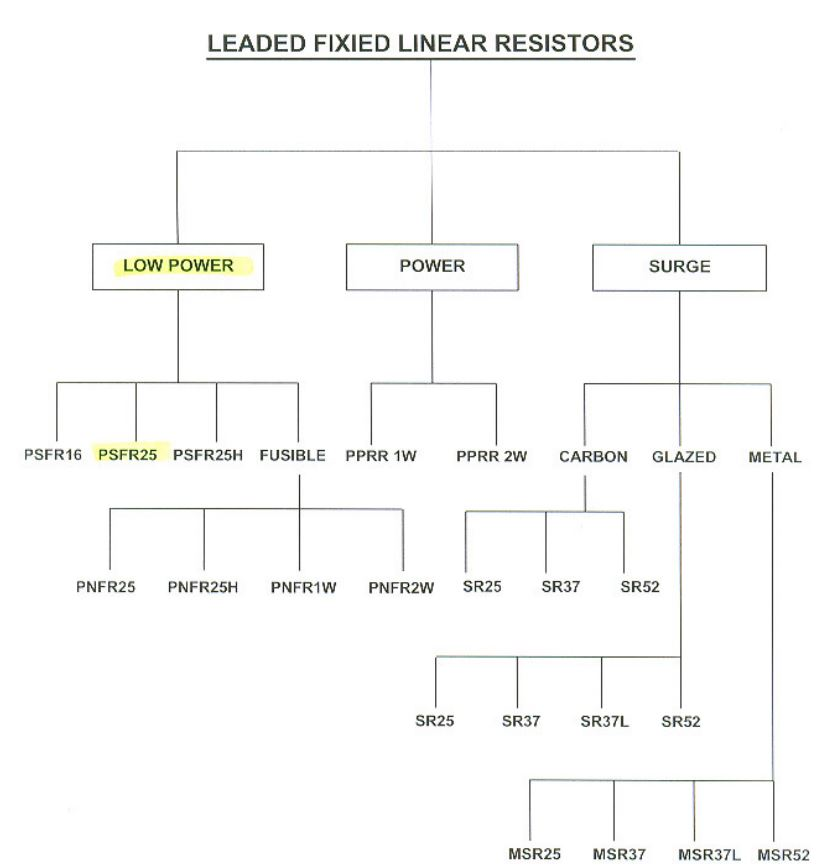 LEADED FIXIED LINEAR RESISTORS
LOW POWER
POWER
SURGE
PSFR16 PSFR25 PSFR25H FUSIBLE PPRR 1W PPRR 2W CARBON GLAZED METAL
PNFR25 PNFR25H PNFR1W PNFR2W SR25 SR37 SR52
SR25 SR37 SR37L SR52
MSR25 MSR37 MSR37L MSR52